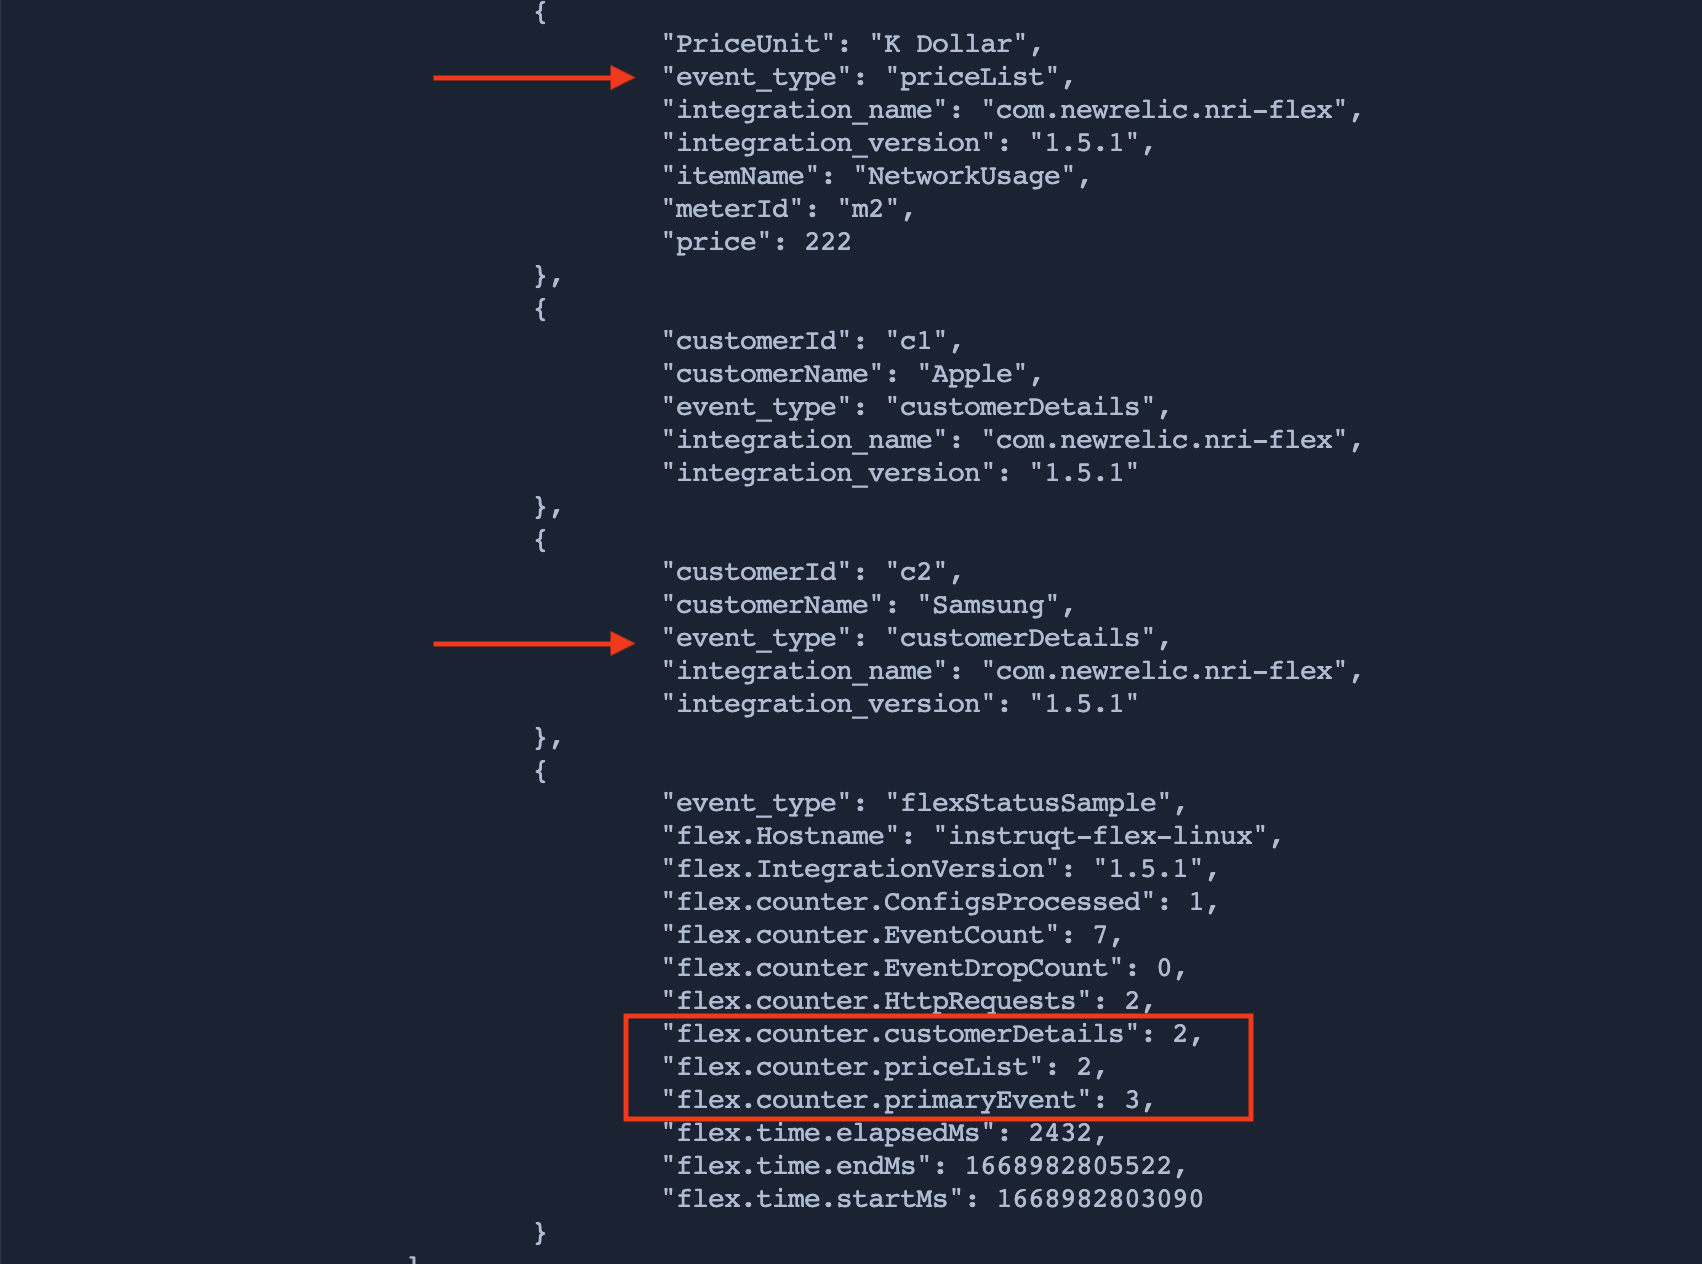 {
"PriceUnit": "K Dollar",
"event_type": "priceList",
"integration_name": "com.newrelic.nri-flex",
"integration_version": "1.5.1",
"itemName": "NetworkUsage",
"meterId": "m2",
"price": 222
},
{
"customerId": "c1",
"customerName": "Apple",
"event_type": "customerDetails",
"integration_name": "com.newrelic.nri-flex",
"integration_version": "1.5.1"
},
{
"customerId": "c2",
"customerName": "Samsung",
"event_type": "customerDetails",
"integration_name": "com.newrelic.nri-flex",
"integration_version": "1.5.1"
},
{
"event_type": "flexStatusSample",
"flex.Hostname": "instruqt-flex-linux",
"flex.IntegrationVersion": "1.5.1",
"flex.counter.ConfigsProcessed": 1,
"flex.counter.EventCount": 7,
"flex.counter.EventDropCount": 0,
"flex.counter.HttpRequests": 2,
"flex.counter.customerDetails": 2,
"flex.counter.priceList": 2,
"flex.counter.primaryEvent": 3,
"flex.time.elapsedMs": 2432,
"flex.time.endMs": 1668982805522,
"flex.time.startMs": 1668982803090
}